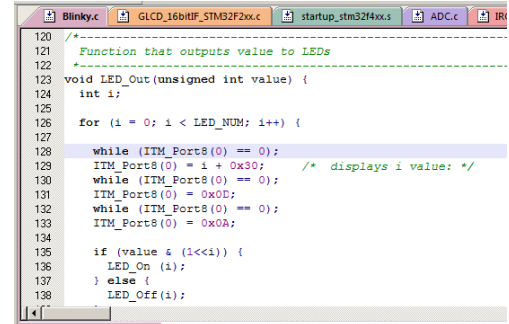 Blinky.c GLCD_16bitIF_STM32F2xx.c startup_stm32f4xx.s ADC.c
120 /*----------------------------------------------------------------
121   Function that outputs value to LEDs
122  *----------------------------------------------------------------
123 void LED_Out(unsigned int value) {
124   int i;
125
126   for (i = 0; i < LED_NUM; i++) {
127
128     while (ITM_Port8(0) == 0);
129     ITM_Port8(0) = i + 0x30;     /*  displays i value: */
130     while (ITM_Port8(0) == 0);
131     ITM_Port8(0) = 0x0D;
132     while (ITM_Port8(0) == 0);
133     ITM_Port8(0) = 0x0A;
134
135     if (value & (1<<i)) {
136       LED_On (i);
137     } else {
138       LED_Off(i);